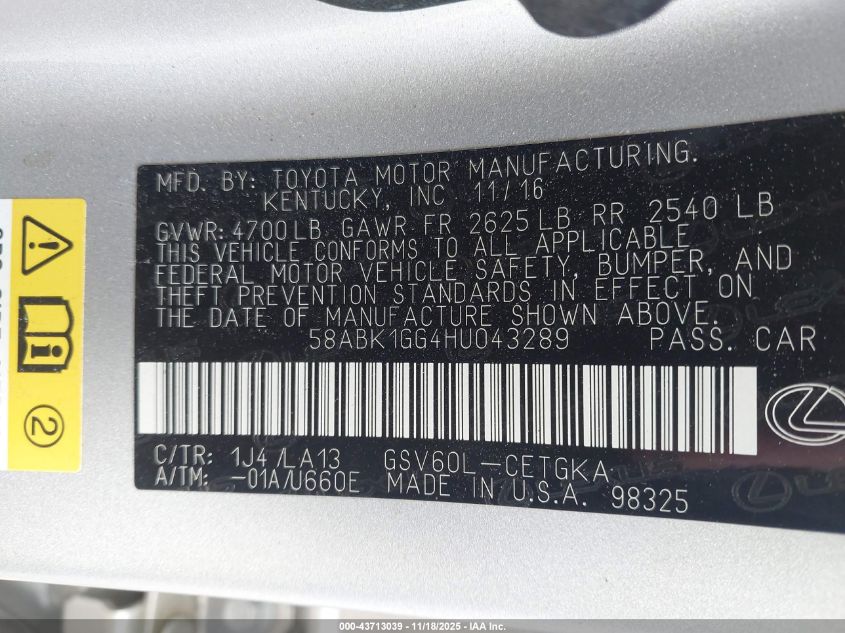 MFD. BY: TOYOTA MOTOR MANUFACTURING.
KENTUCKY, INC 11/16
GVWR: 4700LB GAWR FR 2625LB RR 2540 LB
THIS VEHICLE CONFORMS TO ALL APPLICABLE
FEDERAL MOTOR VEHICLE SAFETY, BUMPER, AND
THEFT PREVENTION STANDARDS IN EFFECT ON
THE DATE OF MANUFACTURE SHOWN ABOVE.
58ABK1GG4HU043289 PASS. CAR
C/TR: 1J4 /LA13 GSV60L-CETGKA
A/TM: -01A/U660E MADE IN U.S.A. 98325
2
000-43713039 - 11/18/2025 - IAA Inc.